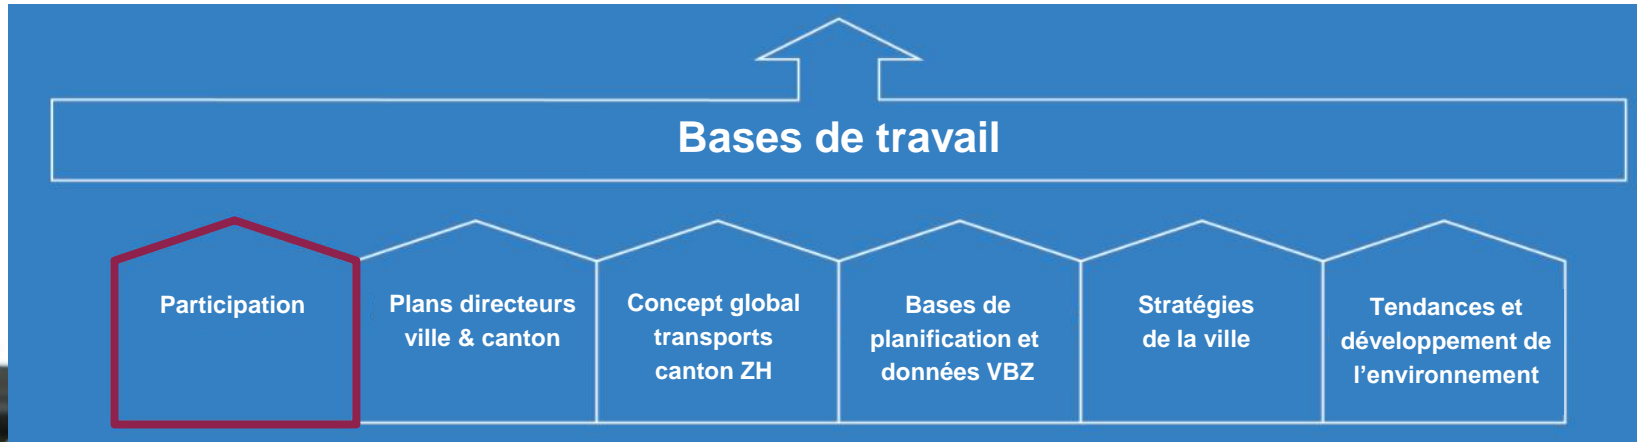 Bases de travail
Participation
Plans directeurs
ville & canton
Concept global
transports
canton ZH
Bases de
planification et
données VBZ
Stratégies
de la ville
Tendances et
développement de
l’environnement